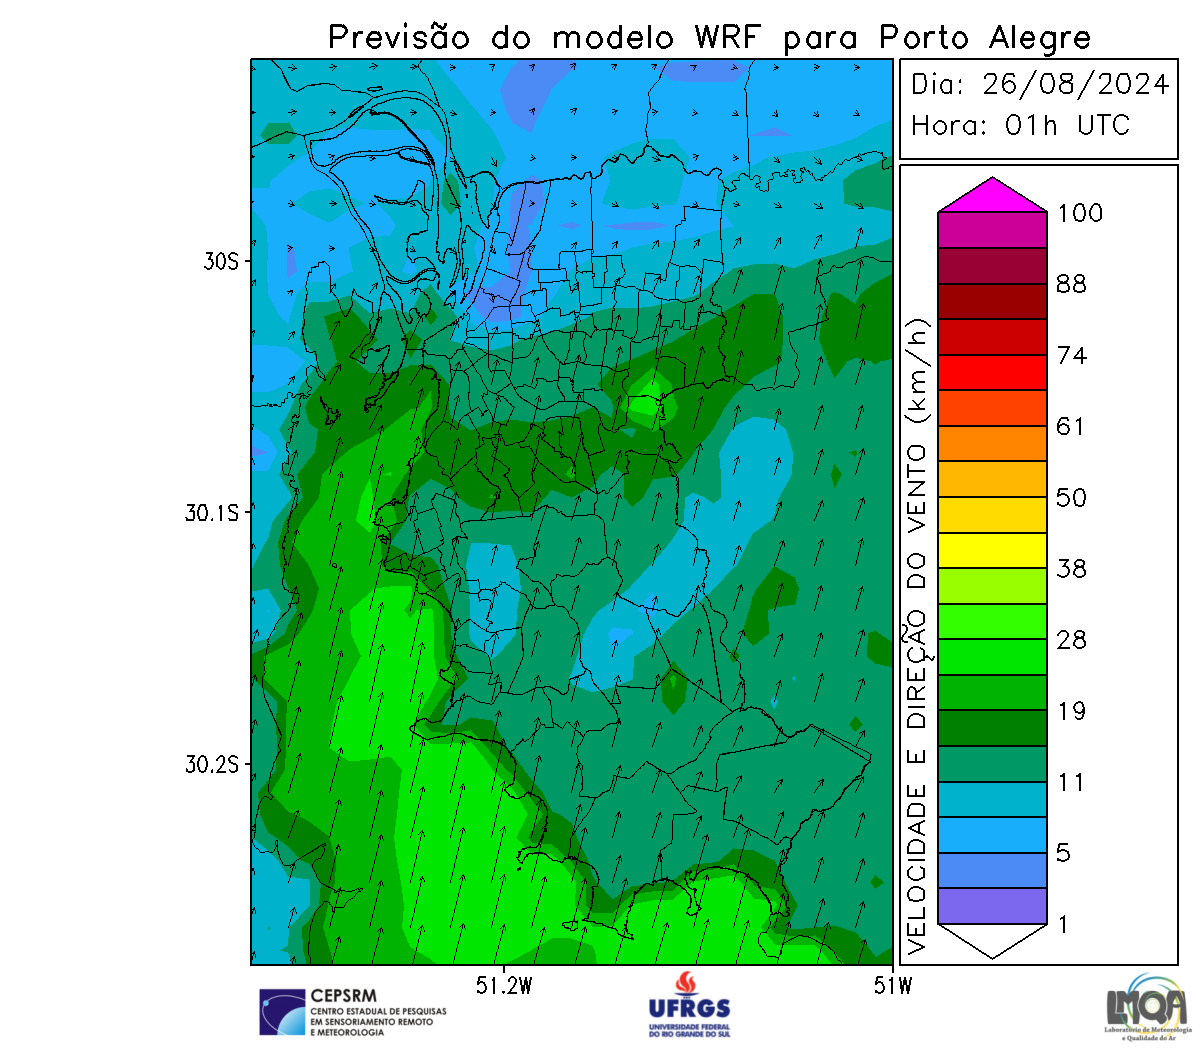 Previsão do modelo WRF para Porto Alegre
Dia: 26/08/2024
Hora: 01h UTC
30S
30.1S
30.2S
51.2W
51W
VELOCIDADE E DIREÇÃO DO VENTO (km/h)
100
88
74
61
50
38
28
19
11
5
1
CEPSRM
CENTRO ESTADUAL DE PESQUISAS
EM SENSORIAMENTO REMOTO
E METEOROLOGIA
UFRGS
UNIVERSIDADE FEDERAL
DO RIO GRANDE DO SUL
LMQA
Laboratório de Meteorologia
e Qualidade do Ar